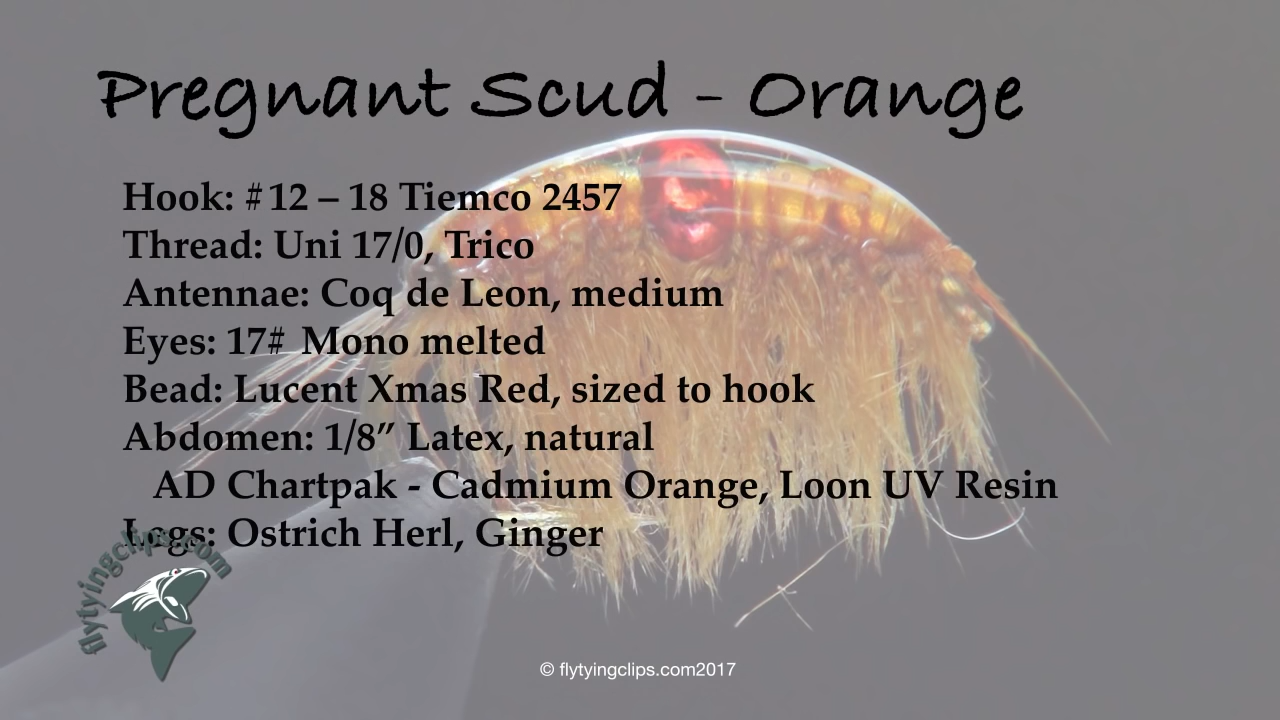 Pregnant Scud - Orange
Hook: #12 – 18 Tiemco 2457
Thread: Uni 17/0, Trico
Antennae: Coq de Leon, medium
Eyes: 17# Mono melted
Bead: Lucent Xmas Red, sized to hook
Abdomen: 1/8” Latex, natural
AD Chartpak - Cadmium Orange, Loon UV Resin
Legs: Ostrich Herl, Ginger
flytyingclips.com
© flytyingclips.com2017